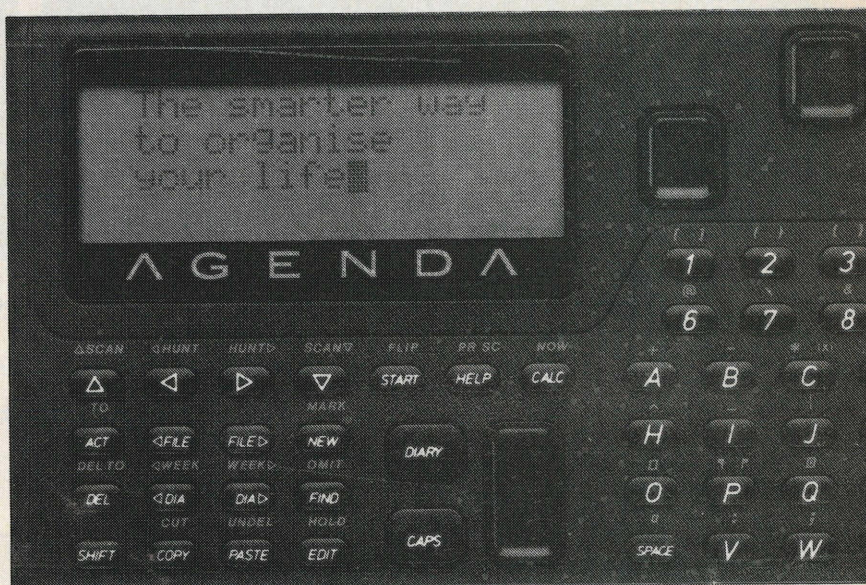 The smarter way
to organise
your life
AGENDA
( ) ( ) ( )
1 2 3
@ \ &
6 7 8
△SCAN ◁HUNT HUNT▷ SCAN▽ FLIP PR SC NOW
START HELP CALC
+ − * (X)
A B C
TO MARK
ACT ◁FILE FILE▷ NEW
DIARY
^ _ |
H I J
DEL TO ◁WEEK WEEK▷ OMIT
DEL ◁DIA DIA▷ FIND
O P Q
CUT UNDEL HOLD
SHIFT COPY PASTE EDIT
CAPS
: ;
SPACE V W